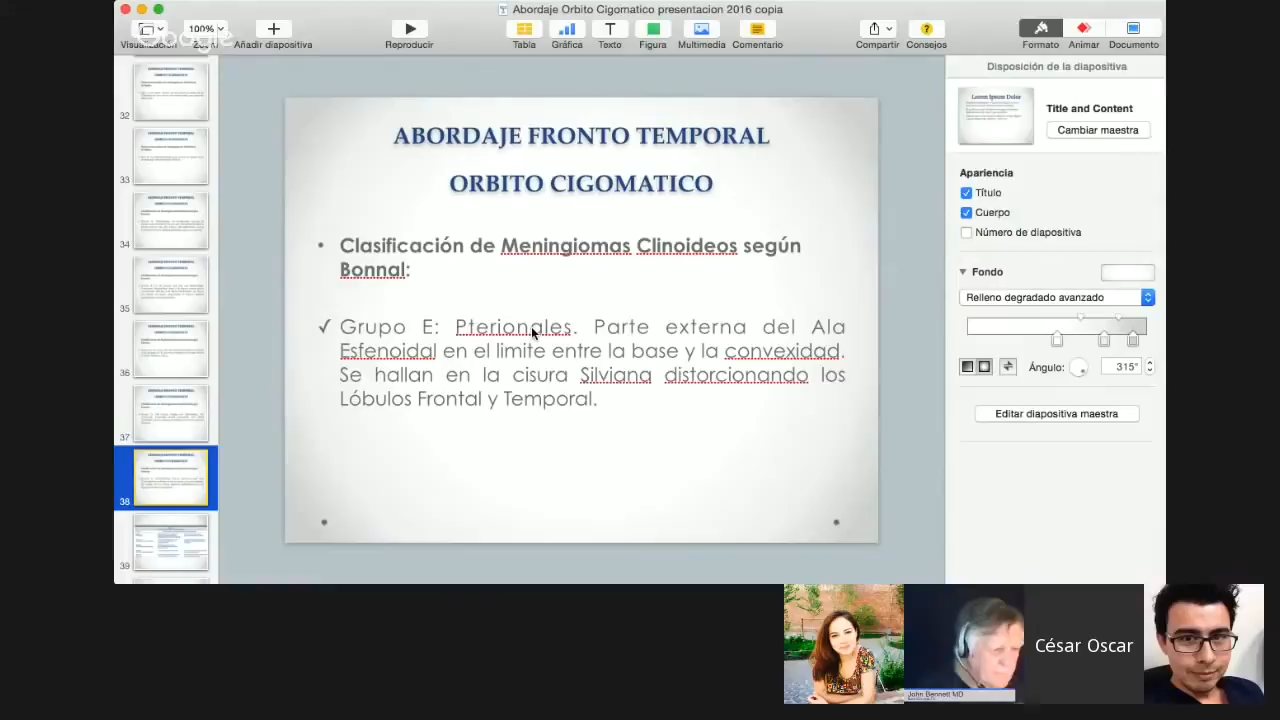 Abordaje Orbito Cigomatico presentacion 2016 copia
100%
Visualización
Zoom
Añadir diapositiva
Reproducir
Tabla
Gráfica
Texto
Figura
Multimedia
Comentario
Compartir
Consejos
Formato
Animar
Documento
Google
32
33
34
35
36
37
38
39
ABORDAJE FRONTO TEMPORAL
ORBITO CIGOMATICO
• Clasificación de Meningiomas Clinoideos según
Bonnal:
✓ Grupo E: Pterionales. Parte externa del Ala
Esfenoidal en el límite entre la base y la convexidad.
Se hallan en la cisura Silviana distorcionando los
Lóbulos Frontal y Temporal.
Disposición de la diapositiva
Lorem Ipsum Dolor
Title and Content
Cambiar maestra
Apariencia
Título
Cuerpo
Número de diapositiva
Fondo
Relleno degradado avanzado
Ángulo:
315°
Editar diapositiva maestra
John Bennett MD
César Oscar